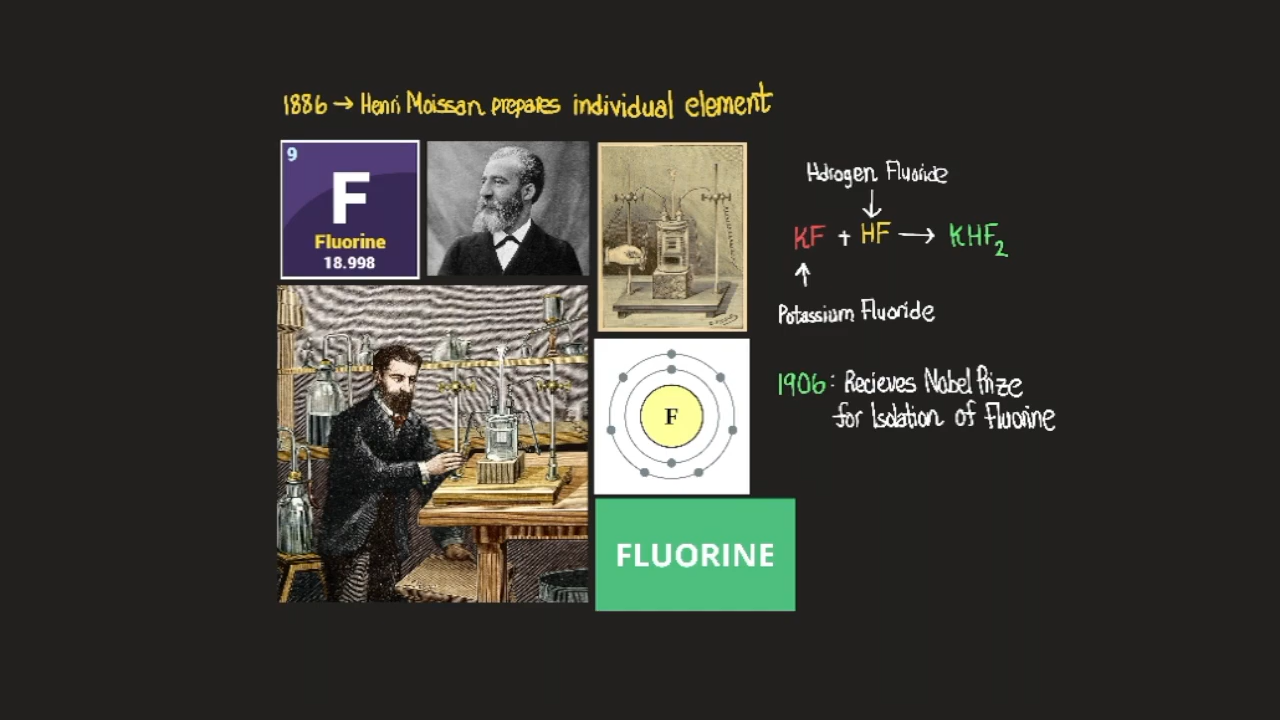 1886 → Henri Moissan prepares individual element
9
F
Fluorine
18.998
Hdrogen Fluoride
↓
KF + HF → KHF₂
↑
Potassium Fluoride
1906: Recieves Nobel Prize
for Isolation of Fluorine
F
FLUORINE